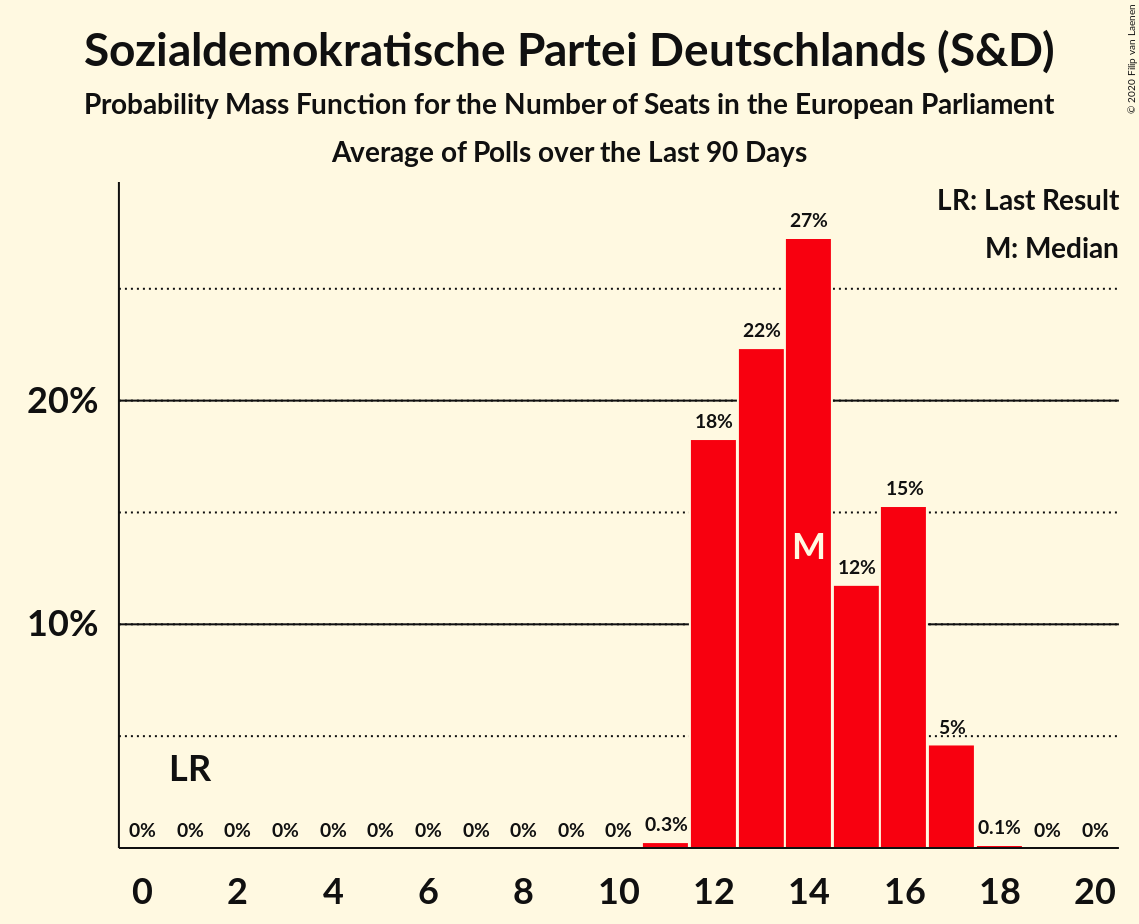 Sozialdemokratische Partei Deutschlands (S&D)
Probability Mass Function for the Number of Seats in the European Parliament
Average of Polls over the Last 90 Days
© 2020 Filip van Laenen
LR: Last Result
M: Median
27%
22%
20%
18%
15%
M
12%
10%
5%
LR
0% 0% 0% 0% 0% 0% 0% 0% 0% 0% 0% 0.3% 0.1% 0% 0%
0 2 4 6 8 10 12 14 16 18 20